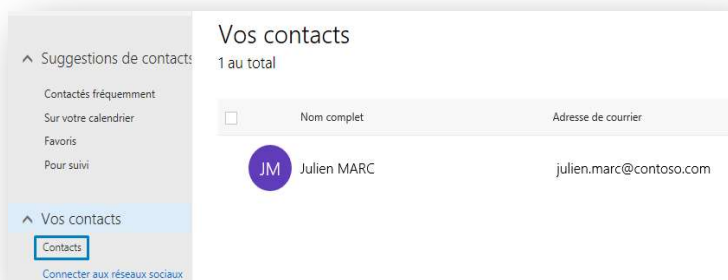 Suggestions de contacts
Contactés fréquemment
Sur votre calendrier
Favoris
Pour suivi
Vos contacts
Contacts
Connecter aux réseaux sociaux
Vos contacts
1 au total
Nom complet Adresse de courrier
JM Julien MARC julien.marc@contoso.com